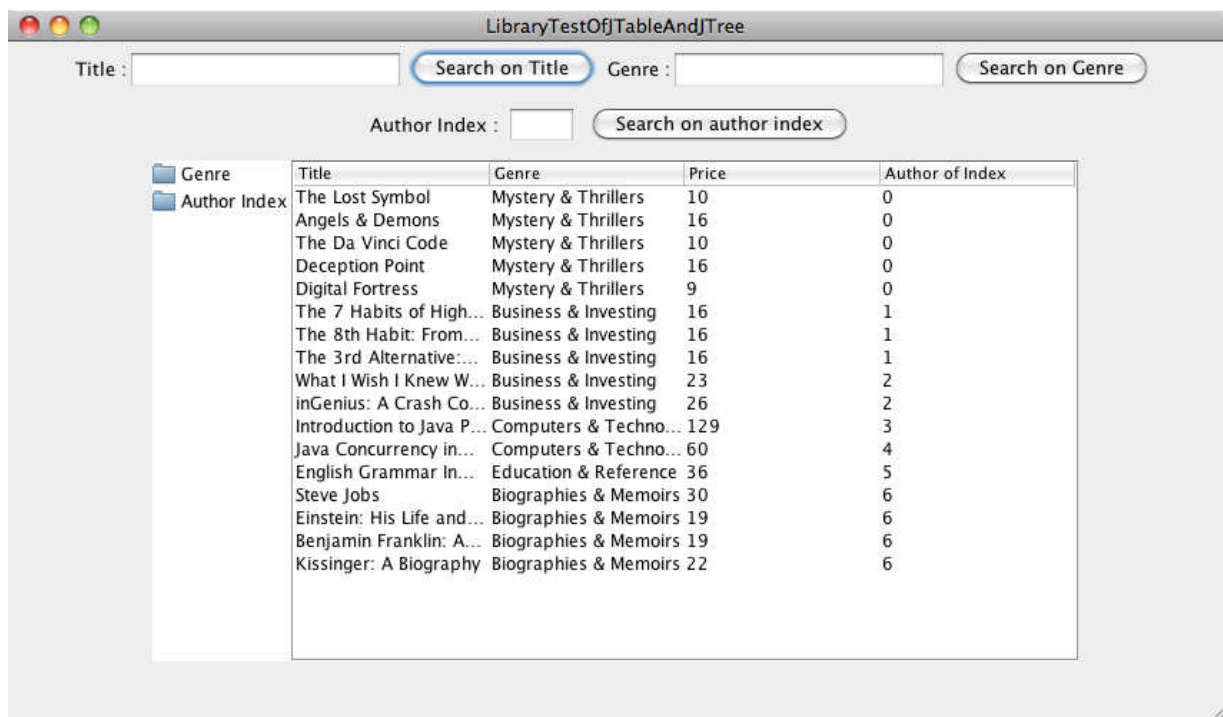 LibraryTestOfJTableAndJTree
Title : Search on Title Genre : Search on Genre
Author Index : Search on author index
Genre
Author Index
Title Genre Price Author of Index
The Lost Symbol Mystery & Thrillers 10 0
Angels & Demons Mystery & Thrillers 16 0
The Da Vinci Code Mystery & Thrillers 10 0
Deception Point Mystery & Thrillers 16 0
Digital Fortress Mystery & Thrillers 9 0
The 7 Habits of High... Business & Investing 16 1
The 8th Habit: From... Business & Investing 16 1
The 3rd Alternative:... Business & Investing 16 1
What I Wish I Knew W... Business & Investing 23 2
inGenius: A Crash Co... Business & Investing 26 2
Introduction to Java P... Computers & Techno... 129 3
Java Concurrency in... Computers & Techno... 60 4
English Grammar In... Education & Reference 36 5
Steve Jobs Biographies & Memoirs 30 6
Einstein: His Life and... Biographies & Memoirs 19 6
Benjamin Franklin: A... Biographies & Memoirs 19 6
Kissinger: A Biography Biographies & Memoirs 22 6